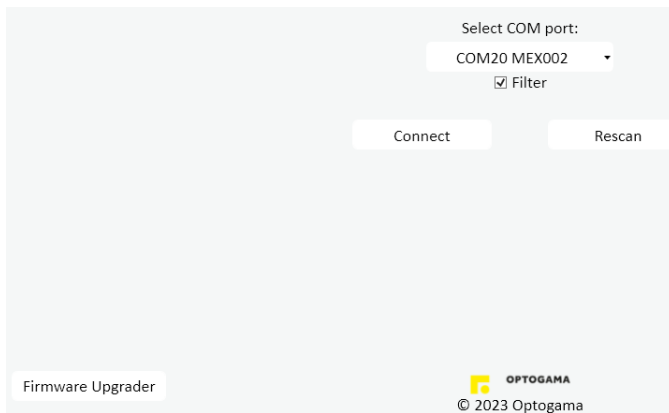 Select COM port:
COM20 MEX002
Filter
Connect
Rescan
Firmware Upgrader
OPTOGAMA
© 2023 Optogama